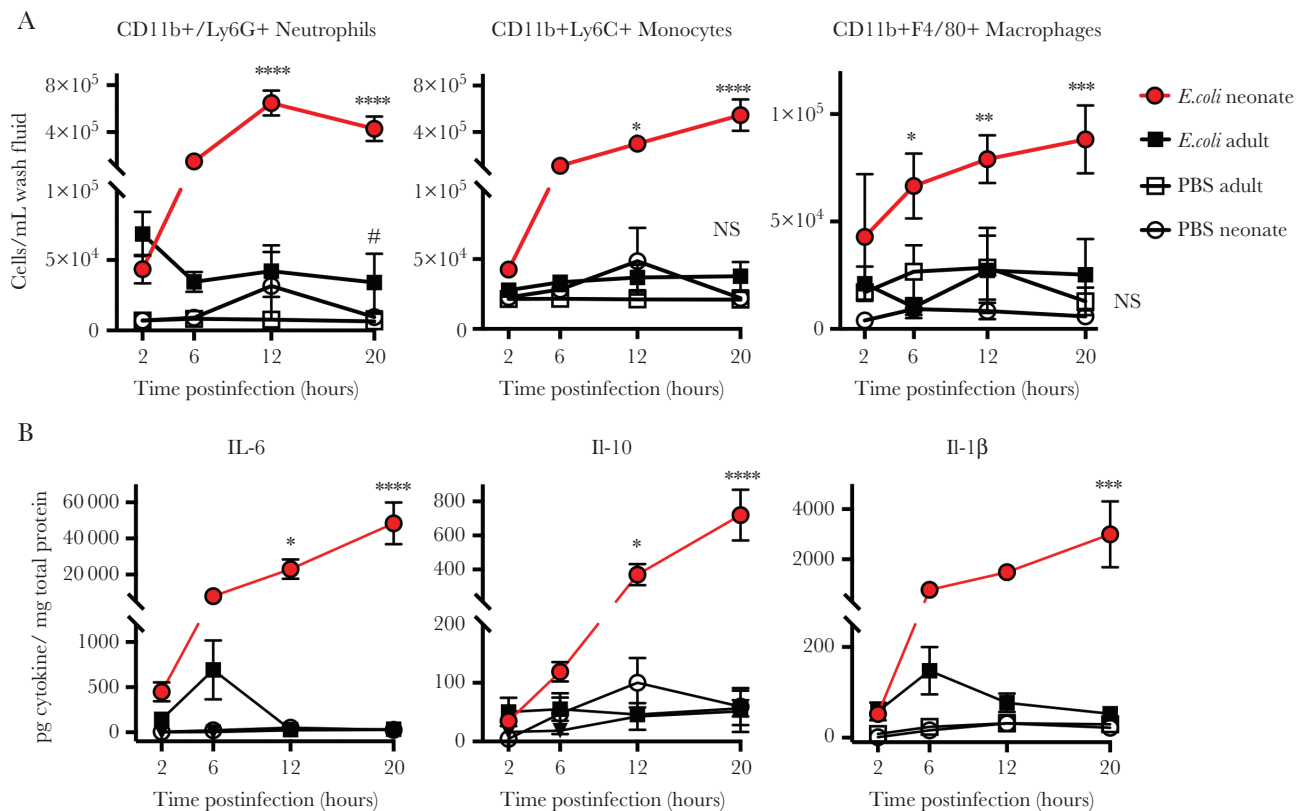 A
CD11b+/Ly6G+ Neutrophils
CD11b+Ly6C+ Monocytes
CD11b+F4/80+ Macrophages
Cells/mL wash fluid
8×10⁵
4×10⁵
1×10⁵
5×10⁴
0
****
****
#
2 6 12 20
Time postinfection (hours)
8×10⁵
4×10⁵
1×10⁵
5×10⁴
0
*
****
NS
2 6 12 20
Time postinfection (hours)
1×10⁵
5×10⁴
0
*
**
***
NS
2 6 12 20
Time postinfection (hours)
E.coli neonate
E.coli adult
PBS adult
PBS neonate
B
IL-6
Il-10
Il-1β
pg cytokine/ mg total protein
60 000
40 000
20 000
1000
500
0
*
****
2 6 12 20
Time postinfection (hours)
800
600
400
200
100
0
*
****
2 6 12 20
Time postinfection (hours)
4000
2000
200
0
***
2 6 12 20
Time postinfection (hours)